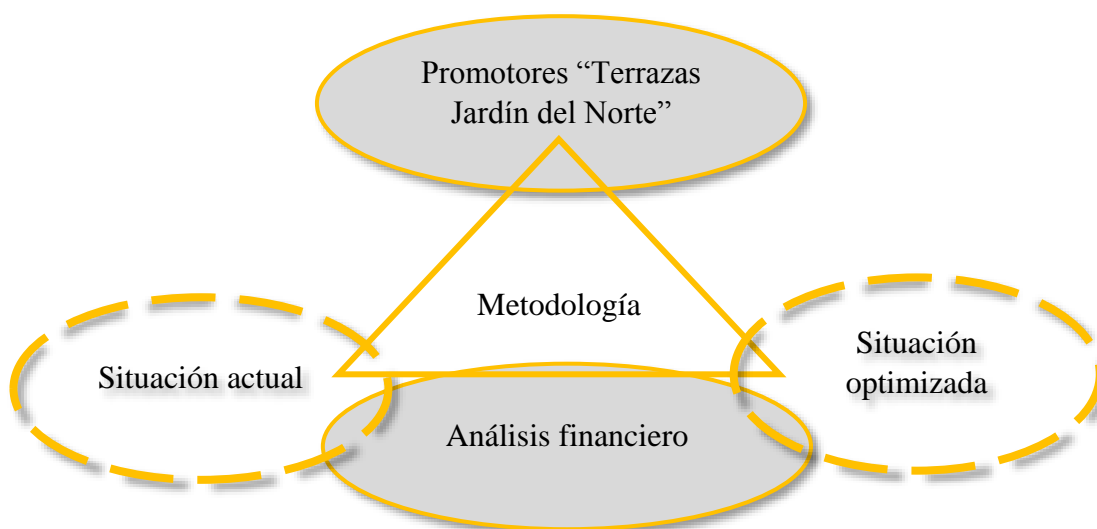 Promotores “Terrazas
Jardín del Norte”
Metodología
Situación actual
Situación
optimizada
Análisis financiero